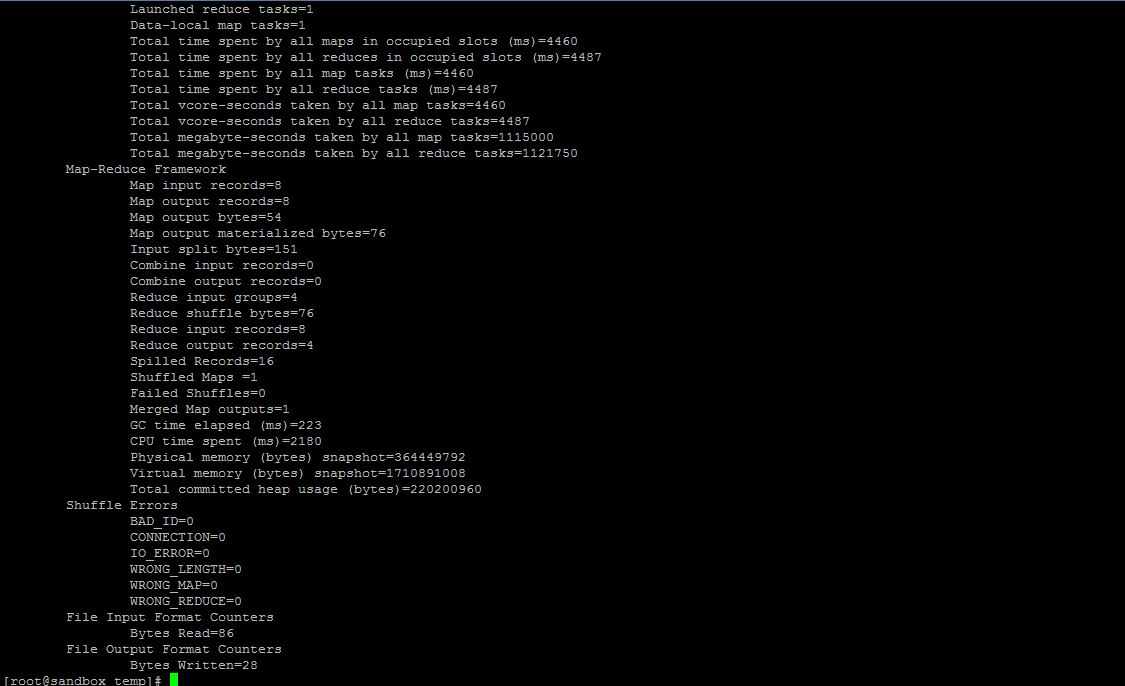 Launched reduce tasks=1
Data-local map tasks=1
Total time spent by all maps in occupied slots (ms)=4460
Total time spent by all reduces in occupied slots (ms)=4487
Total time spent by all map tasks (ms)=4460
Total time spent by all reduce tasks (ms)=4487
Total vcore-seconds taken by all map tasks=4460
Total vcore-seconds taken by all reduce tasks=4487
Total megabyte-seconds taken by all map tasks=1115000
Total megabyte-seconds taken by all reduce tasks=1121750
Map-Reduce Framework
Map input records=8
Map output records=8
Map output bytes=54
Map output materialized bytes=76
Input split bytes=151
Combine input records=0
Combine output records=0
Reduce input groups=4
Reduce shuffle bytes=76
Reduce input records=8
Reduce output records=4
Spilled Records=16
Shuffled Maps =1
Failed Shuffles=0
Merged Map outputs=1
GC time elapsed (ms)=223
CPU time spent (ms)=2180
Physical memory (bytes) snapshot=364449792
Virtual memory (bytes) snapshot=1710891008
Total committed heap usage (bytes)=220200960
Shuffle Errors
BAD_ID=0
CONNECTION=0
IO_ERROR=0
WRONG_LENGTH=0
WRONG_MAP=0
WRONG_REDUCE=0
File Input Format Counters
Bytes Read=86
File Output Format Counters
Bytes Written=28
[root@sandbox temp]#